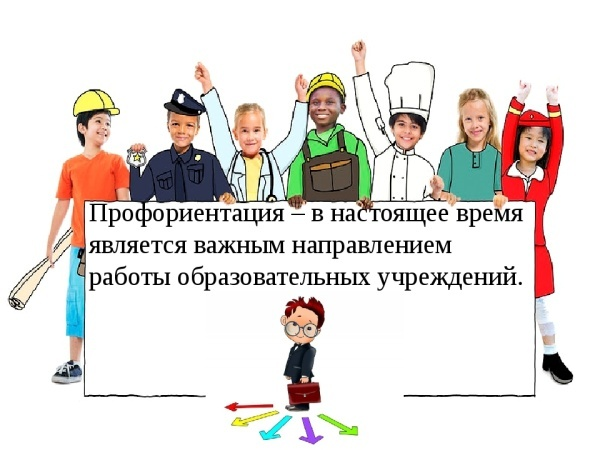 Профориентация – в настоящее время
является важным направлением
работы образовательных учреждений.